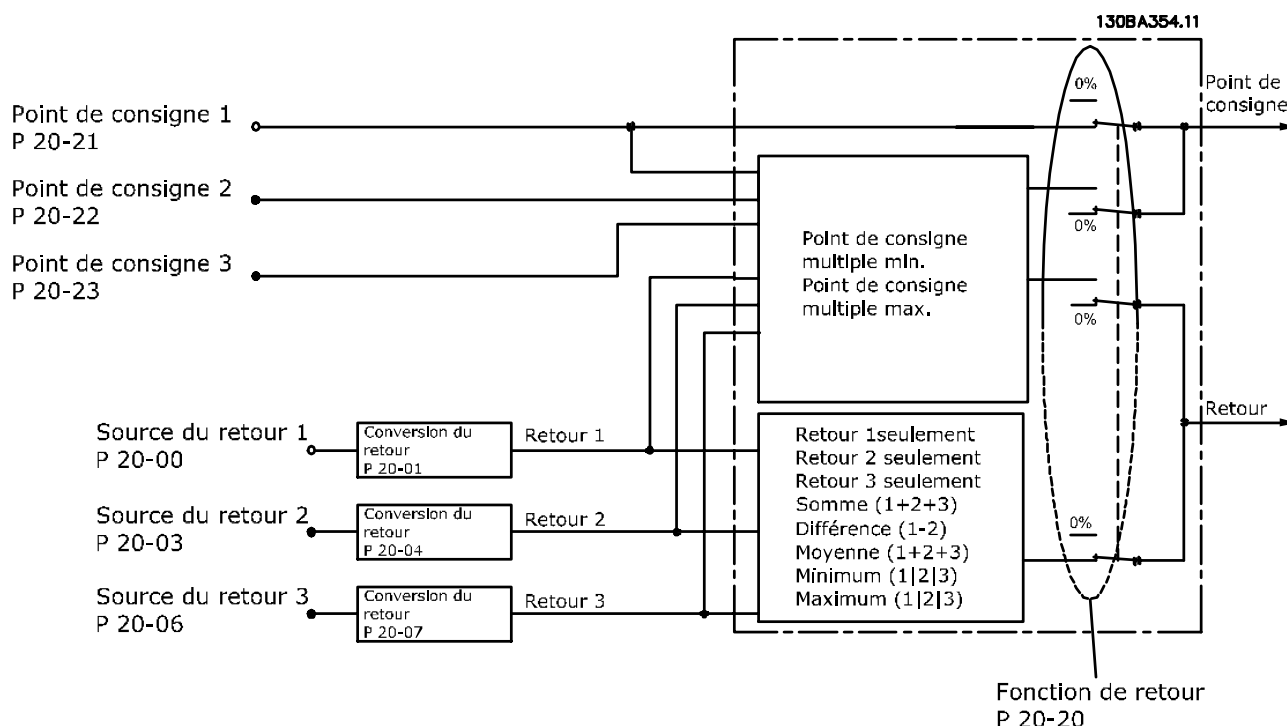 130BA354.11
0%
Point de
consigne
Point de consigne 1
P 20-21
Point de consigne 2
P 20-22
0%
Point de consigne
multiple min.
Point de consigne
multiple max.
Point de consigne 3
P 20-23
0%
Source du retour 1
P 20-00
Conversion du
retour
P 20-01
Retour 1
Retour 1seulement
Retour 2 seulement
Retour 3 seulement
Somme (1+2+3)
Différence (1-2)
Moyenne (1+2+3)
Minimum (1|2|3)
Maximum (1|2|3)
Retour
Source du retour 2
P 20-03
Conversion du
retour
P 20-04
Retour 2
0%
Source du retour 3
P 20-06
Conversion du
retour
P 20-07
Retour 3
Fonction de retour
P 20-20